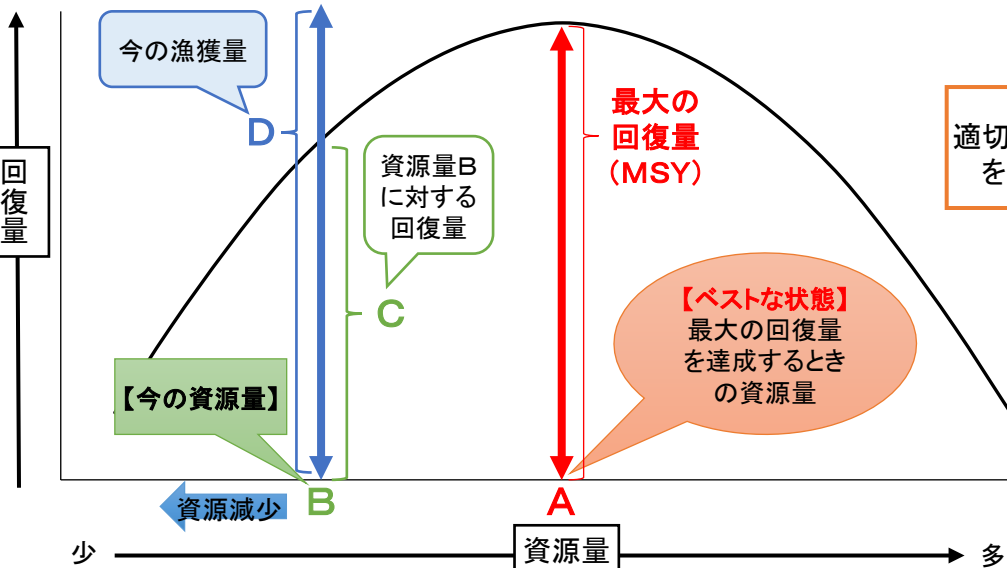 今の漁獲量
D
回
復
量
資源量B
に対する
回復量
C
最大の
回復量
(MSY)
適切
を
【ベストな状態】
最大の回復量
を達成するとき
の資源量
【今の資源量】
資源減少
B
A
少
資源量
多